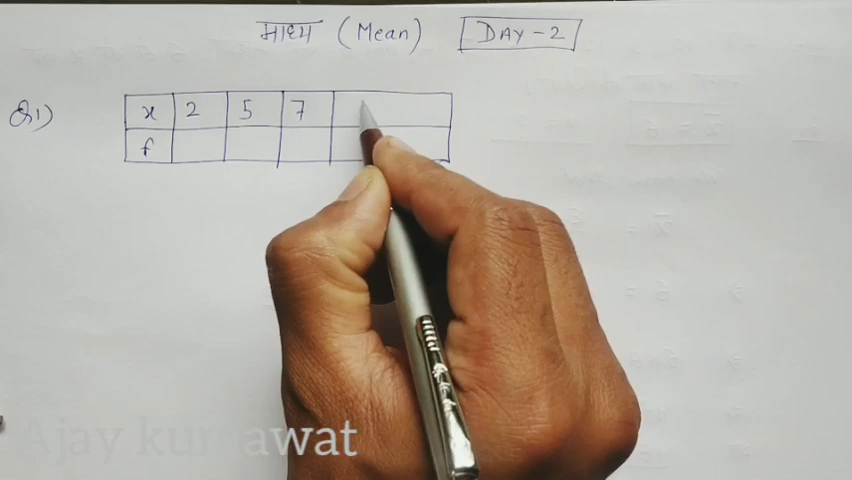 माध्य (Mean) DAY-2
Q1)
x 2 5 7
f
Ajay kumawat